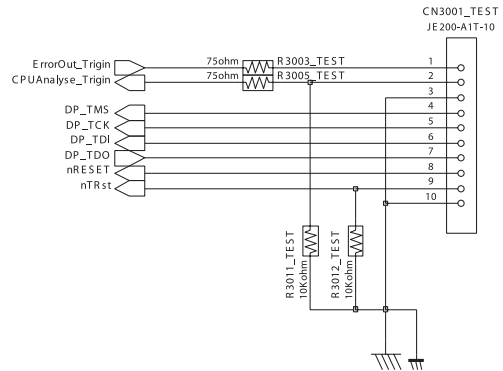 CN3001_TEST
JE200-A1T-10
ErrorOut_Trigin 75ohm R3003_TEST 1
CPUAnalyse_Trigin 75ohm R3005_TEST 2
3
DP_TMS 4
DP_TCK 5
DP_TDI 6
DP_TDO 7
nRESET 8
nTRst 9
10
R3011_TEST
10Kohm
R3012_TEST
10Kohm